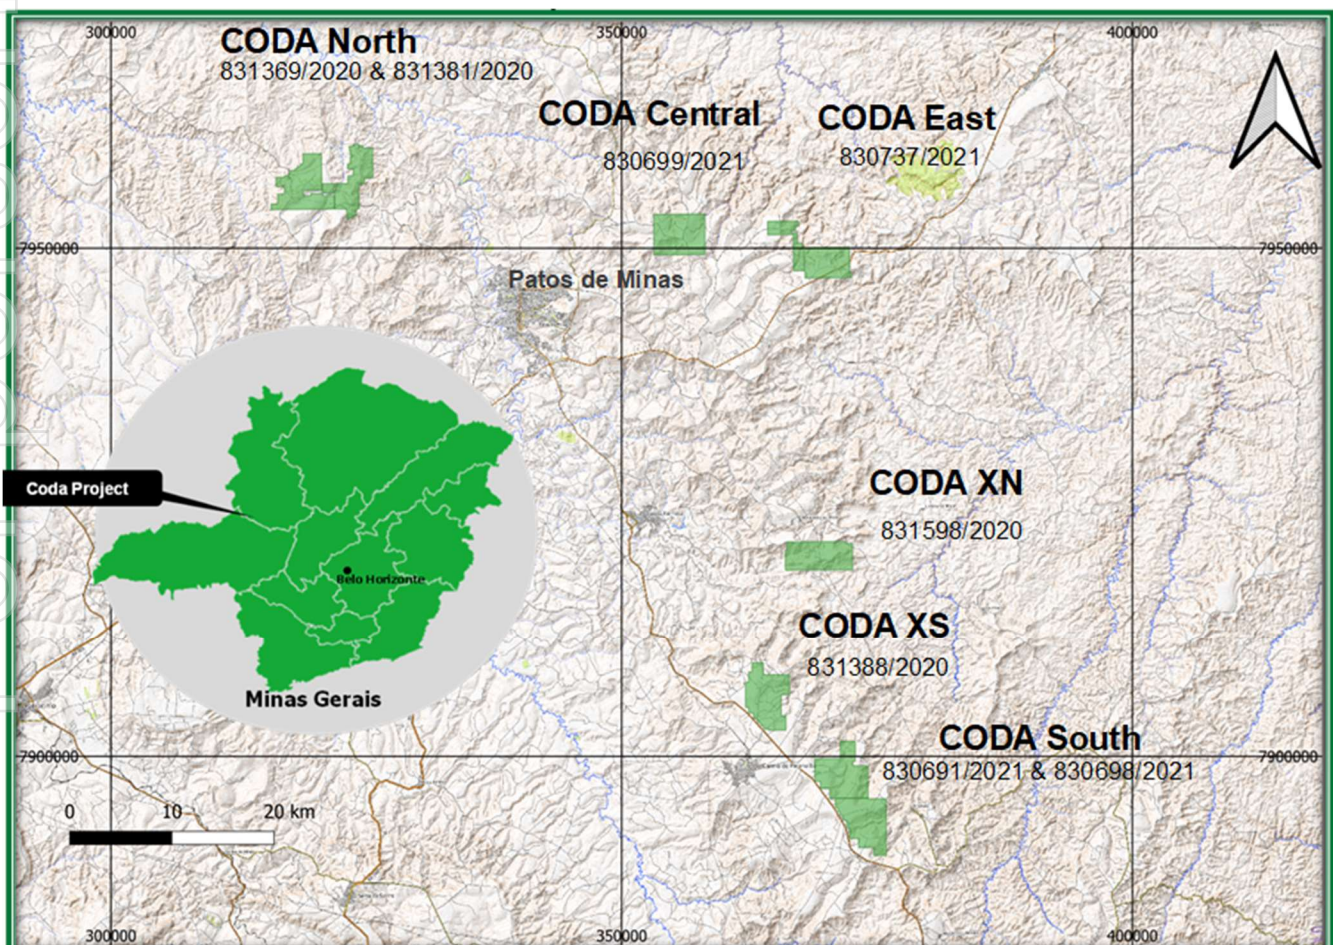 300000
350000
400000
CODA North
831369/2020 & 831381/2020
CODA Central
830699/2021
CODA East
830737/2021
7950000
7950000
Patos de Minas
Coda Project
Belo Horizonte
Minas Gerais
CODA XN
831598/2020
CODA XS
831388/2020
CODA South
830691/2021 & 830698/2021
7900000
7900000
0 10 20 km
300000
350000
400000